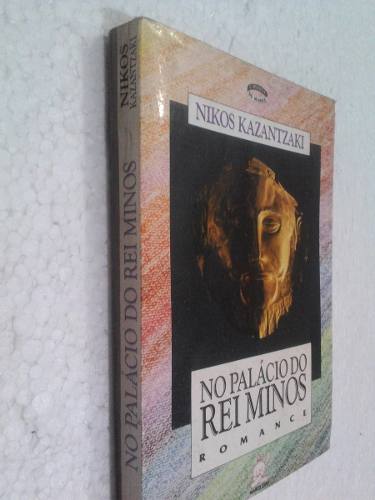 NIKOS
KAZANTZAKI
NO PALÁCIO DO REI MINOS
NIKOS KAZANTZAKI
NO PALÁCIO DO
REI MINOS
ROMANCE